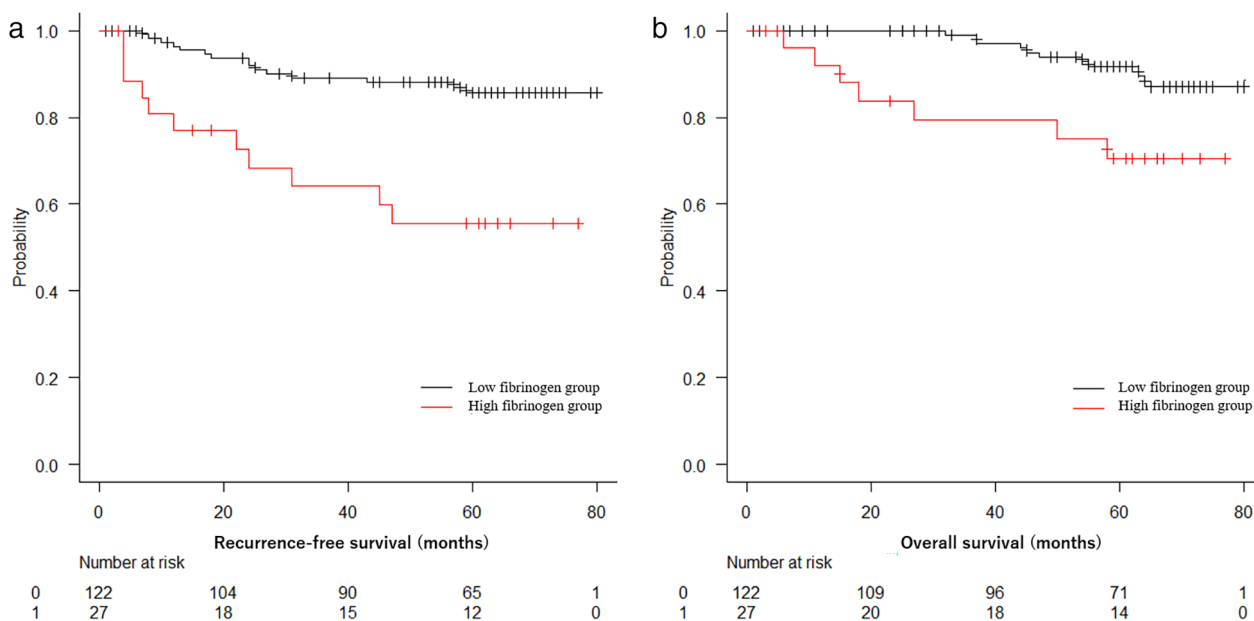 a
1.0
0.8
0.6
0.4
0.2
0.0
Probability
Low fibrinogen group
High fibrinogen group
0 20 40 60 80
Recurrence-free survival (months)
Number at risk
0 122 104 90 65 1
1 27 18 15 12 0
b
1.0
0.8
0.6
0.4
0.2
0.0
Probability
Low fibrinogen group
High fibrinogen group
0 20 40 60 80
Overall survival (months)
Number at risk
0 122 109 96 71 1
1 27 20 18 14 0